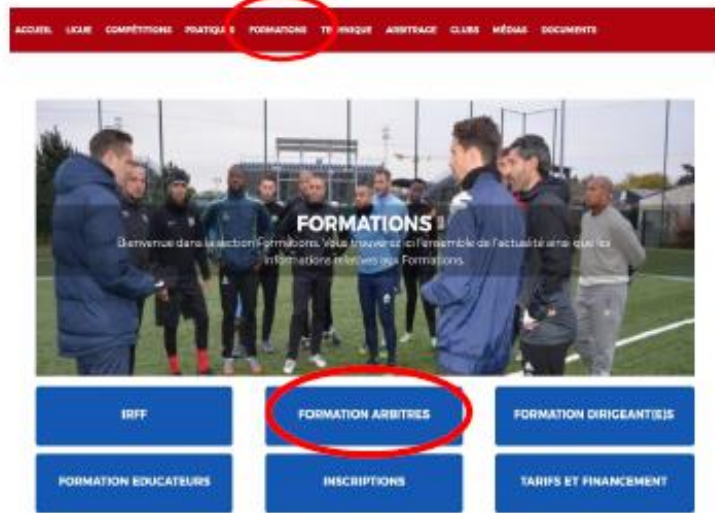 ACCUEIL LIGUE COMPÉTITIONS PRATIQUES FORMATIONS TECHNIQUE ARBITRAGE CLUBS MÉDIAS DOCUMENTS
FORMATIONS
Bienvenue dans la section Formations. Vous trouverez ici l'ensemble de l'actualité ainsi que les
informations relatives aux Formations.
IRFF
FORMATION ARBITRES
FORMATION DIRIGEANT(E)S
FORMATION EDUCATEURS
INSCRIPTIONS
TARIFS ET FINANCEMENT